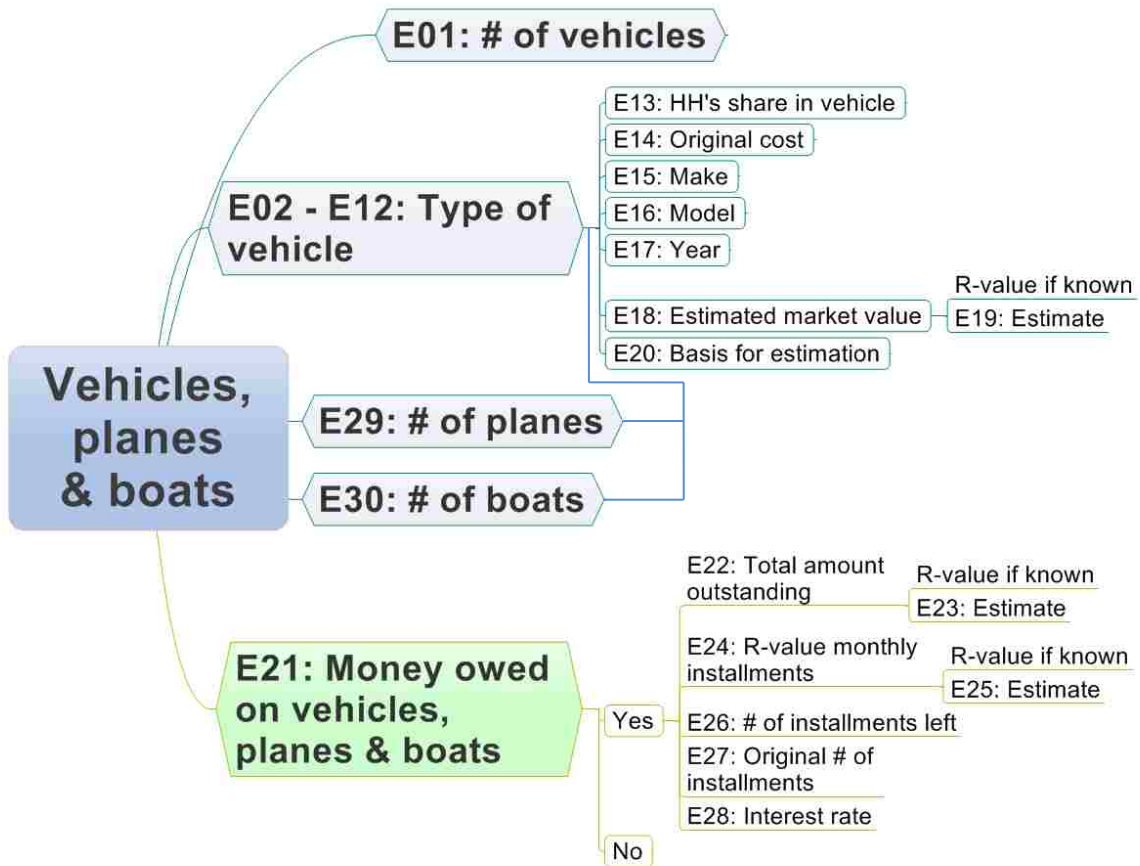 E01: # of vehicles
E13: HH's share in vehicle
E14: Original cost
E02 - E12: Type of
vehicle
E15: Make
E16: Model
E17: Year
R-value if known
E18: Estimated market value
E19: Estimate
E20: Basis for estimation
Vehicles,
planes
& boats
E29: # of planes
E30: # of boats
E22: Total amount
outstanding
R-value if known
E23: Estimate
E21: Money owed
on vehicles,
planes & boats
E24: R-value monthly
installments
R-value if known
E25: Estimate
Yes
E26: # of installments left
E27: Original # of
installments
E28: Interest rate
No